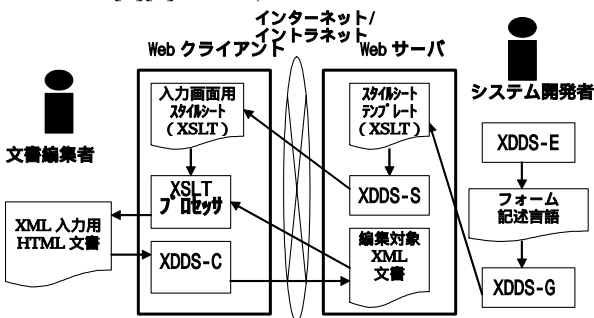 インターネット/
イントラネット
Web クライアント
Web サーバ
文書編集者
システム開発者
入力画面用
スタイルシート
(XSLT)
XSLT
プロセッサ
XDDS-C
XML 入力用
HTML 文書
スタイルシート
テンプレート
(XSLT)
XDDS-S
編集対象
XML
文書
XDDS-E
フォーム
記述言語
XDDS-G